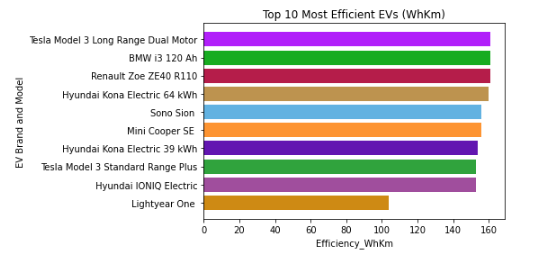 Top 10 Most Efficient EVs (WhKm)
EV Brand and Model
Tesla Model 3 Long Range Dual Motor
BMW i3 120 Ah
Renault Zoe ZE40 R110
Hyundai Kona Electric 64 kWh
Sono Sion
Mini Cooper SE
Hyundai Kona Electric 39 kWh
Tesla Model 3 Standard Range Plus
Hyundai IONIQ Electric
Lightyear One
0 20 40 60 80 100 120 140 160
Efficiency_WhKm